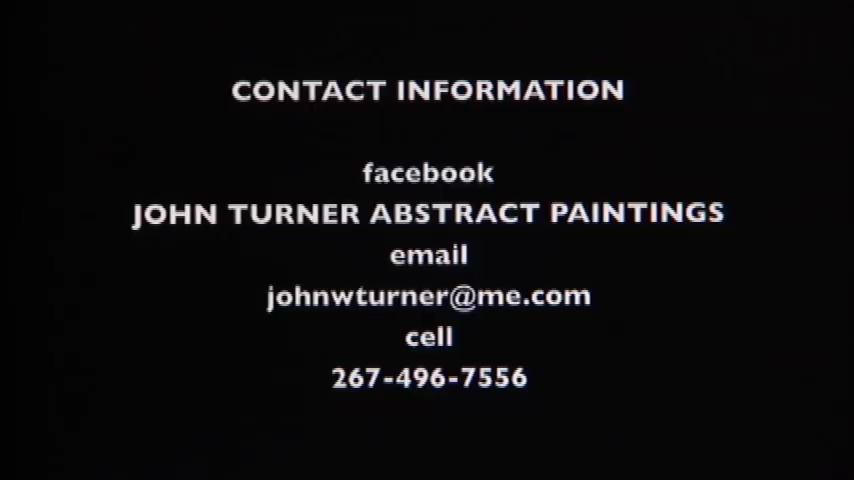 CONTACT INFORMATION
facebook
JOHN TURNER ABSTRACT PAINTINGS
email
johnwturner@me.com
cell
267-496-7556